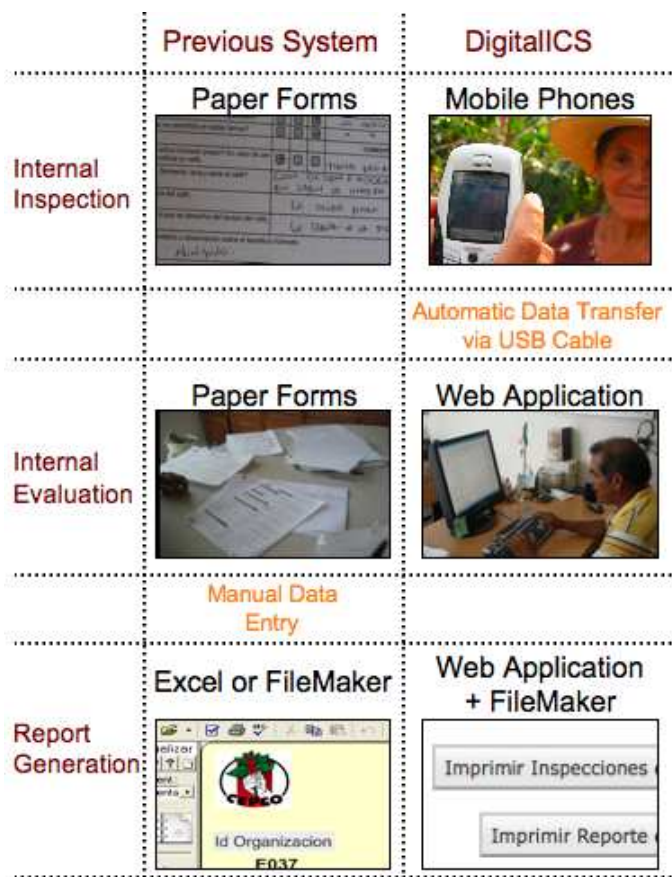 Previous System
DigitalICS
Paper Forms
Mobile Phones
Internal
Inspection
Automatic Data Transfer
via USB Cable
Paper Forms
Web Application
Internal
Evaluation
Manual Data
Entry
Excel or FileMaker
Web Application
+ FileMaker
Report
Generation
CEPCO
Id Organizacion
E037
Imprimir Inspecciones
Imprimir Reporte